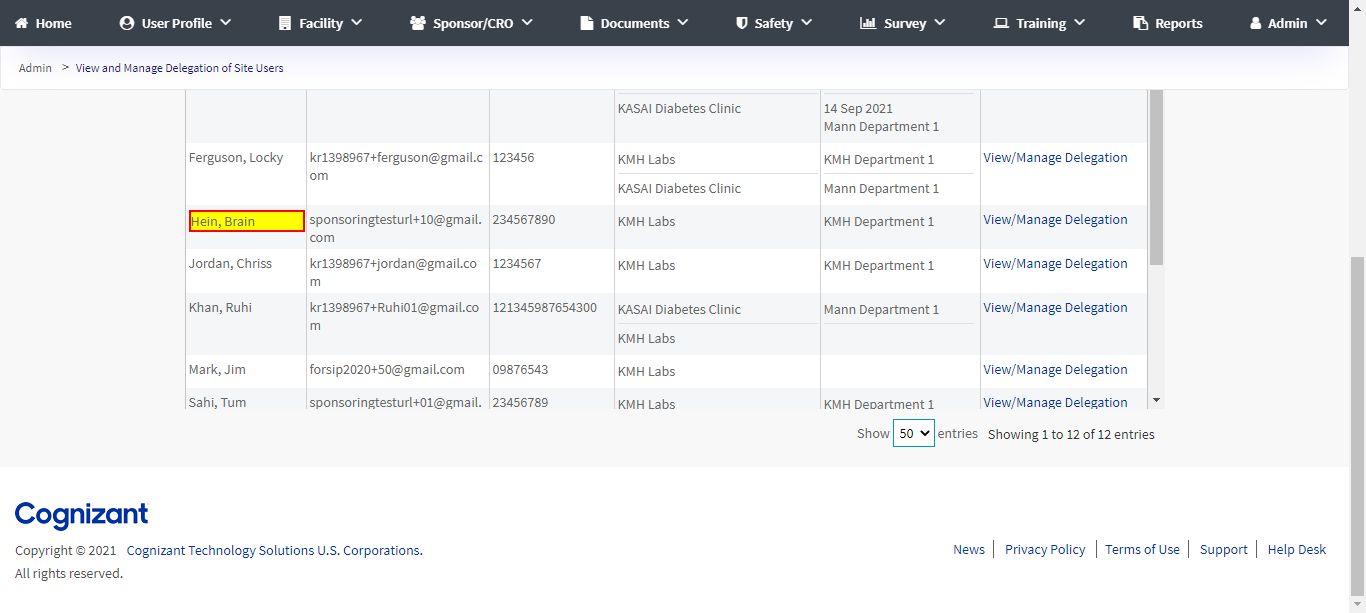 Home User Profile Facility Sponsor/CRO Documents Safety Survey Training Reports Admin
Admin > View and Manage Delegation of Site Users
KASAI Diabetes Clinic 14 Sep 2021
Mann Department 1
Ferguson, Locky kr1398967+ferguson@gmail.c 123456 KMH Labs KMH Department 1 View/Manage Delegation
om
KASAI Diabetes Clinic Mann Department 1
Hein, Brain sponsoringtesturl+10@gmail. 234567890 KMH Labs KMH Department 1 View/Manage Delegation
com
Jordan, Chriss kr1398967+jordan@gmail.co 1234567 KMH Labs KMH Department 1 View/Manage Delegation
m
Khan, Ruhi kr1398967+Ruhi01@gmail.co 121345987654300 KASAI Diabetes Clinic Mann Department 1 View/Manage Delegation
m
KMH Labs
Mark, Jim forsip2020+50@gmail.com 09876543 KMH Labs View/Manage Delegation
Sahi, Tum sponsoringtesturl+01@gmail. 23456789 KMH Labs KMH Department 1 View/Manage Delegation
Show 50 entries Showing 1 to 12 of 12 entries
Cognizant
Copyright © 2021 Cognizant Technology Solutions U.S. Corporations.
All rights reserved.
News Privacy Policy Terms of Use Support Help Desk